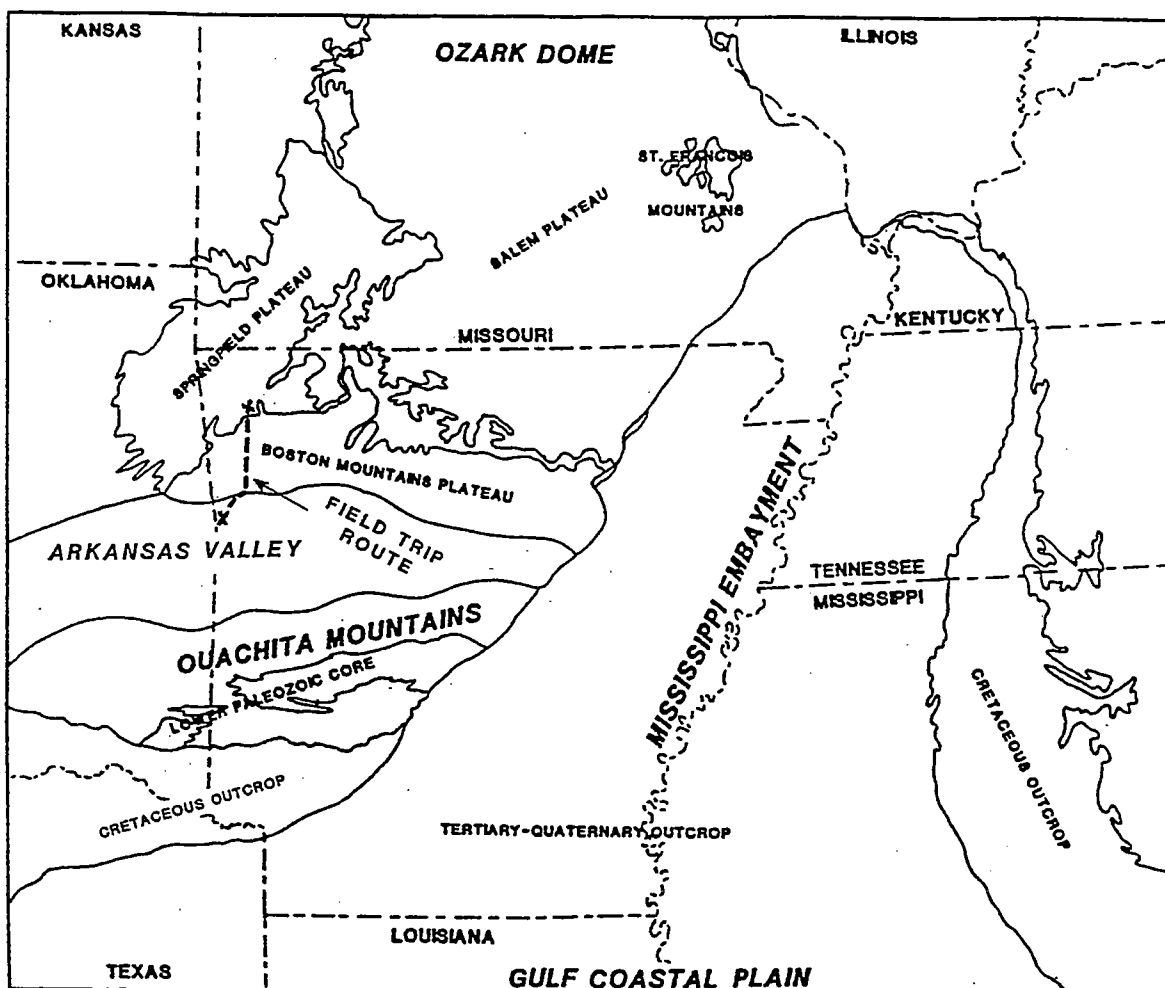 KANSAS
OZARK DOME
ILLINOIS
ST. FRANCOIS
MOUNTAINS
SALEM PLATEAU
OKLAHOMA
SPRINGFIELD PLATEAU
MISSOURI
KENTUCKY
BOSTON MOUNTAINS PLATEAU
FIELD TRIP
ROUTE
ARKANSAS VALLEY
MISSISSIPPI EMBAYMENT
TENNESSEE
MISSISSIPPI
OUACHITA MOUNTAINS
LOWER PALEOZOIC CORE
CRETACEOUS OUTCROP
CRETACEOUS OUTCROP
TERTIARY-QUATERNARY OUTCROP
LOUISIANA
TEXAS
GULF COASTAL PLAIN